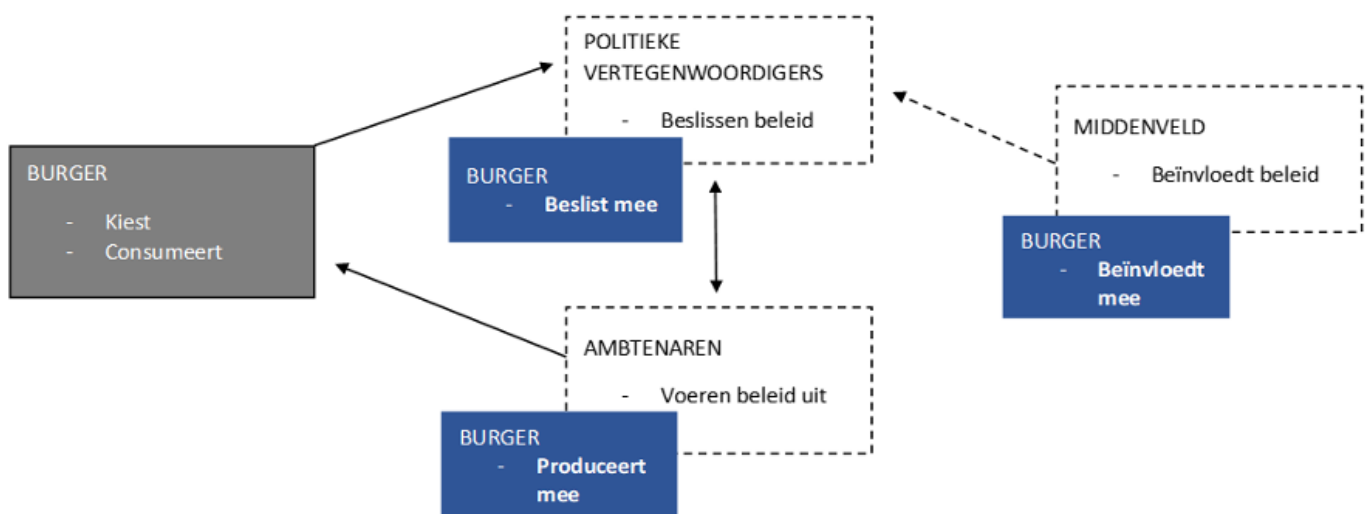 POLITIEKE
VERTEGENWOORDIGERS
- Beslissen beleid
BURGER
- Beslist mee
MIDDENVELD
- Beïnvloedt beleid
BURGER
- Beïnvloedt
mee
BURGER
- Kiest
- Consumeert
AMBTENAREN
- Voeren beleid uit
BURGER
- Produceert
mee